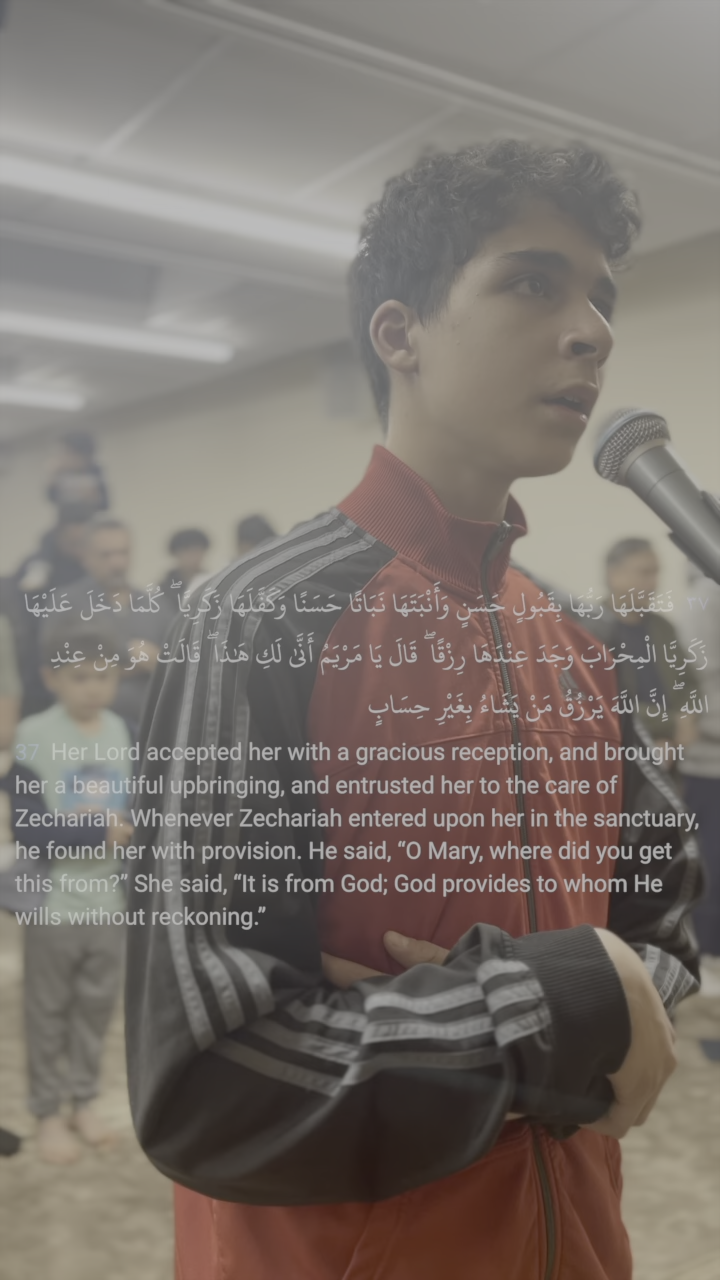 ٣٧ فَتَقَبَّلَهَا رَبُّهَا بِقَبُولٍ حَسَنٍ وَأَنْبَتَهَا نَبَاتًا حَسَنًا وَكَفَّلَهَا زَكَرِيَّا ۖ كُلَّمَا دَخَلَ عَلَيْهَا
زَكَرِيَّا الْمِحْرَابَ وَجَدَ عِنْدَهَا رِزْقًا ۖ قَالَ يَا مَرْيَمُ أَنَّىٰ لَكِ هَٰذَا ۖ قَالَتْ هُوَ مِنْ عِنْدِ
اللَّهِ ۖ إِنَّ اللَّهَ يَرْزُقُ مَنْ يَشَاءُ بِغَيْرِ حِسَابٍ
37 Her Lord accepted her with a gracious reception, and brought
her a beautiful upbringing, and entrusted her to the care of
Zechariah. Whenever Zechariah entered upon her in the sanctuary,
he found her with provision. He said, “O Mary, where did you get
this from?” She said, “It is from God; God provides to whom He
wills without reckoning.”